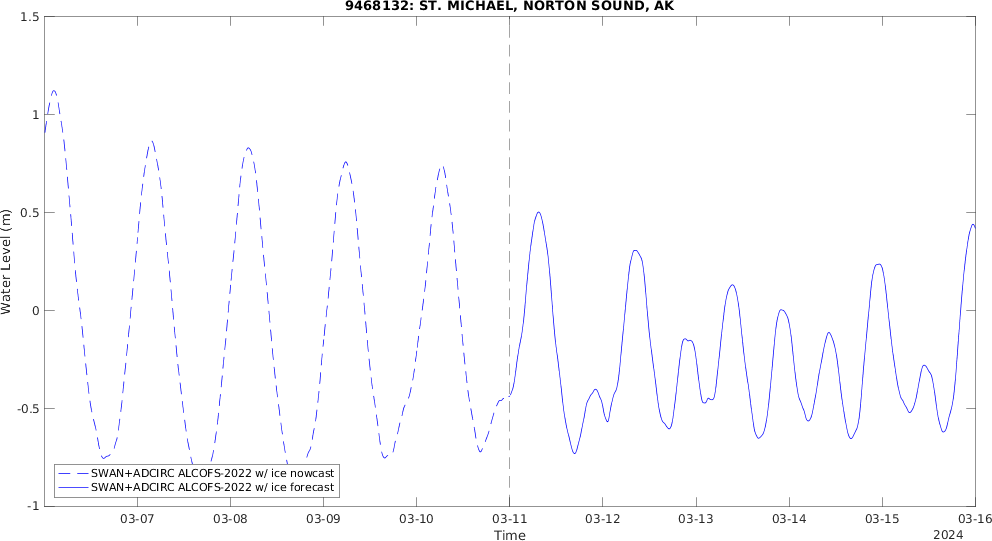 9468132: ST. MICHAEL, NORTON SOUND, AK
1.5
1
0.5
0
-0.5
-1
Water Level (m)
SWAN+ADCIRC ALCOFS-2022 w/ ice nowcast
SWAN+ADCIRC ALCOFS-2022 w/ ice forecast
03-07 03-08 03-09 03-10 03-11 03-12 03-13 03-14 03-15 03-16
Time
2024